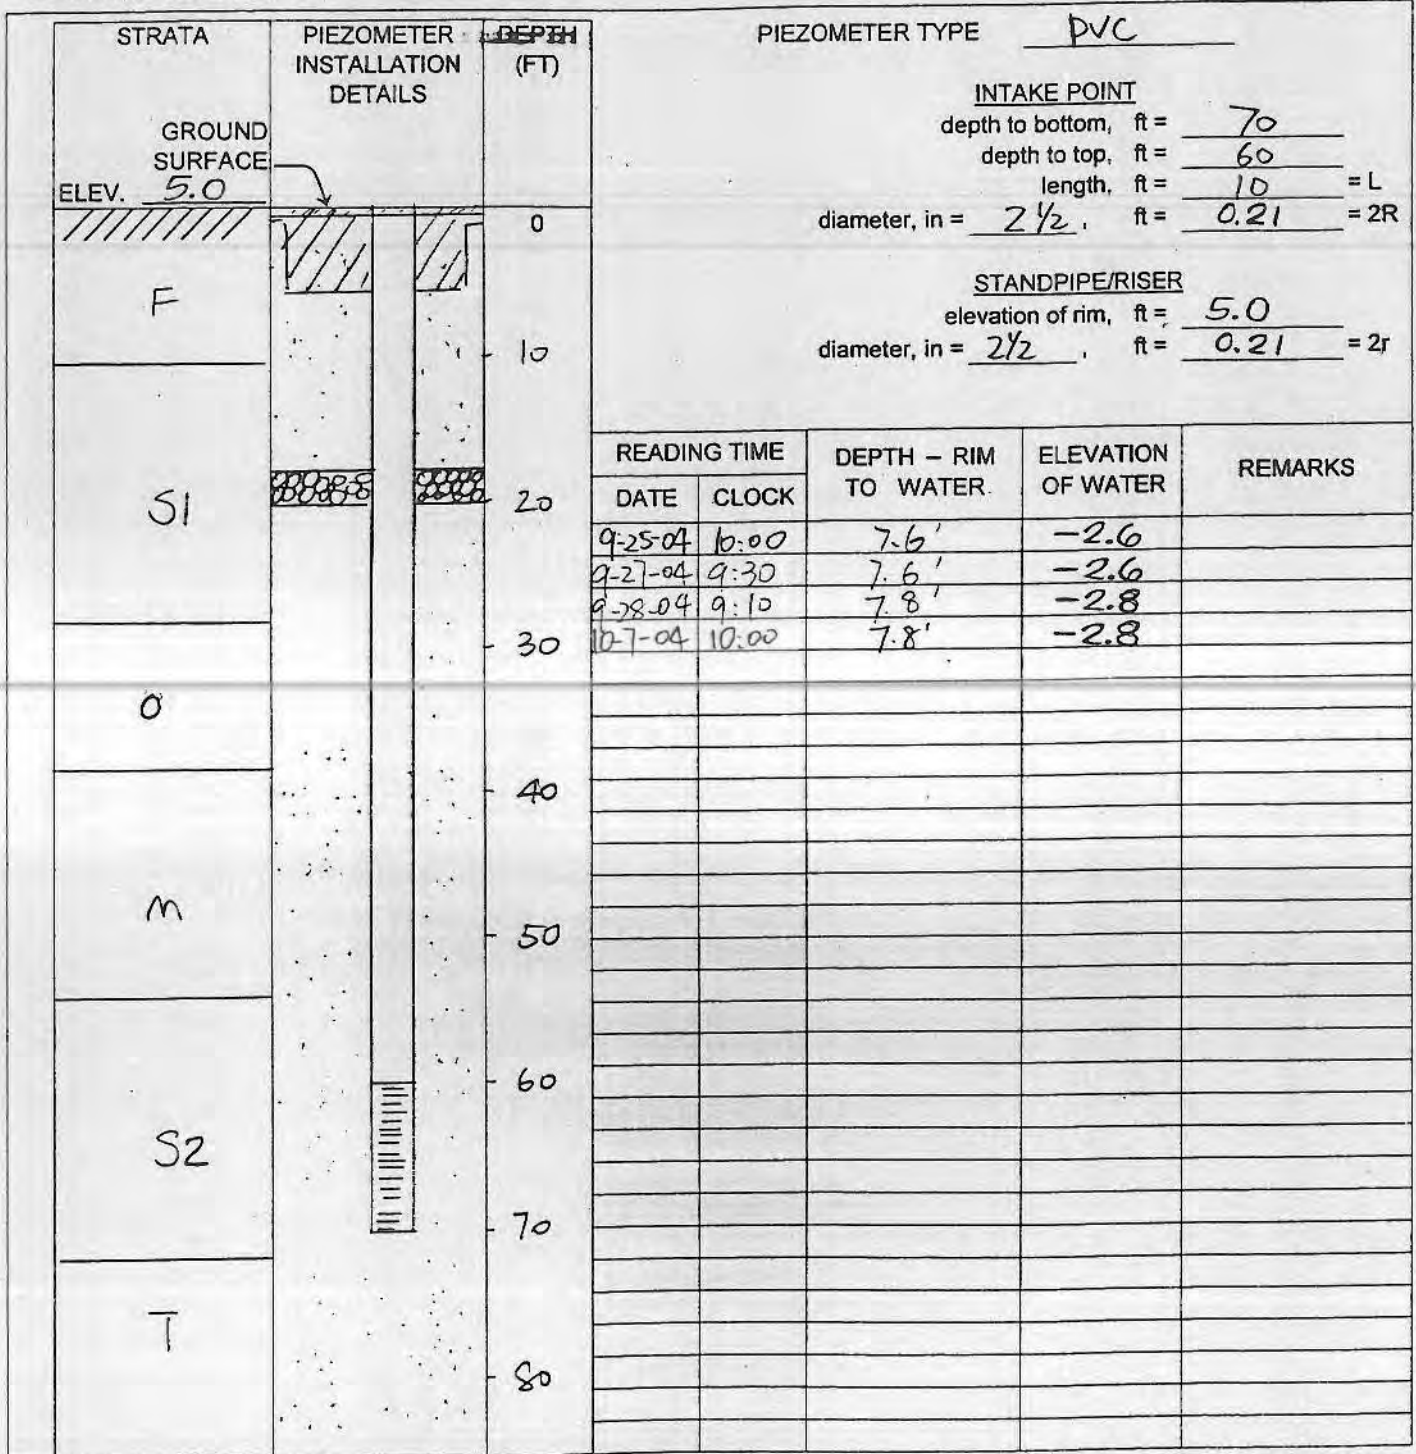 STRATA
PIEZOMETER
INSTALLATION
DETAILS
DEPTH
(FT)
GROUND
SURFACE
ELEV. 5.0
F
S1
O
M
S2
T
0
10
20
30
40
50
60
70
80
PIEZOMETER TYPE PVC
INTAKE POINT
depth to bottom, ft = 70
depth to top, ft = 60
length, ft = 10 = L
diameter, in = 2 1/2 , ft = 0.21 = 2R
STANDPIPE/RISER
elevation of rim, ft = 5.0
diameter, in = 2 1/2 , ft = 0.21 = 2r
READING TIME
DATE CLOCK
DEPTH – RIM
TO WATER
ELEVATION
OF WATER
REMARKS
9-25-04 10:00 7.6' -2.6
9-27-04 9:30 7.6' -2.6
9-28-04 9:10 7.8' -2.8
10-7-04 10:00 7.8' -2.8